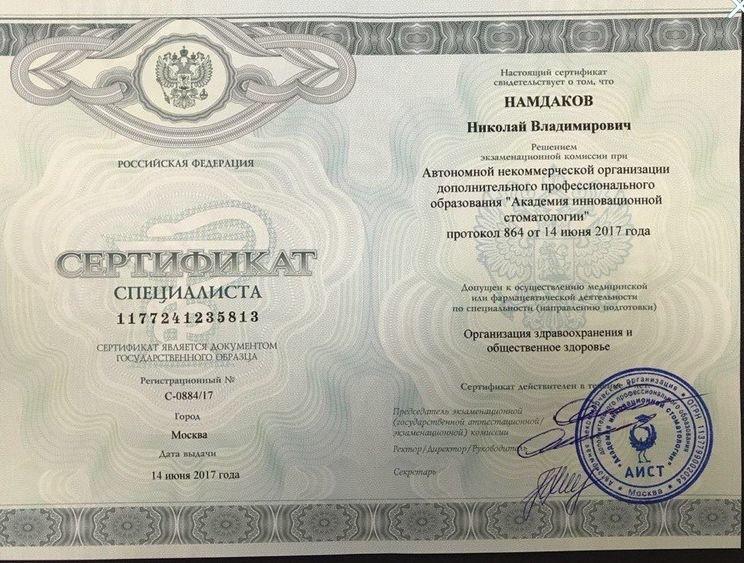 РОССИЙСКАЯ ФЕДЕРАЦИЯ
СЕРТИФИКАТ
СПЕЦИАЛИСТА
1177241235813
СЕРТИФИКАТ ЯВЛЯЕТСЯ ДОКУМЕНТОМ
ГОСУДАРСТВЕННОГО ОБРАЗЦА
Регистрационный №
С-0884/17
Город
Москва
Дата выдачи
14 июня 2017 года
Настоящий сертификат
свидетельствует о том, что
НАМДАКОВ
Николай Владимирович
Решением
экзаменационной комиссии при
Автономной некоммерческой организации
дополнительного профессионального
образования "Академия инновационной
стоматологии"
протокол 864 от 14 июня 2017 года
Допущен к осуществлению медицинской
или фармацевтической деятельности
по специальности (направлению подготовки)
Организация здравоохранения и
общественное здоровье
Сертификат действителен в течение
Председатель экзаменационной
(государственной аттестационной/
экзаменационной) комиссии
Ректор/Директор/Руководитель
Секретарь
АИСТ
Москва